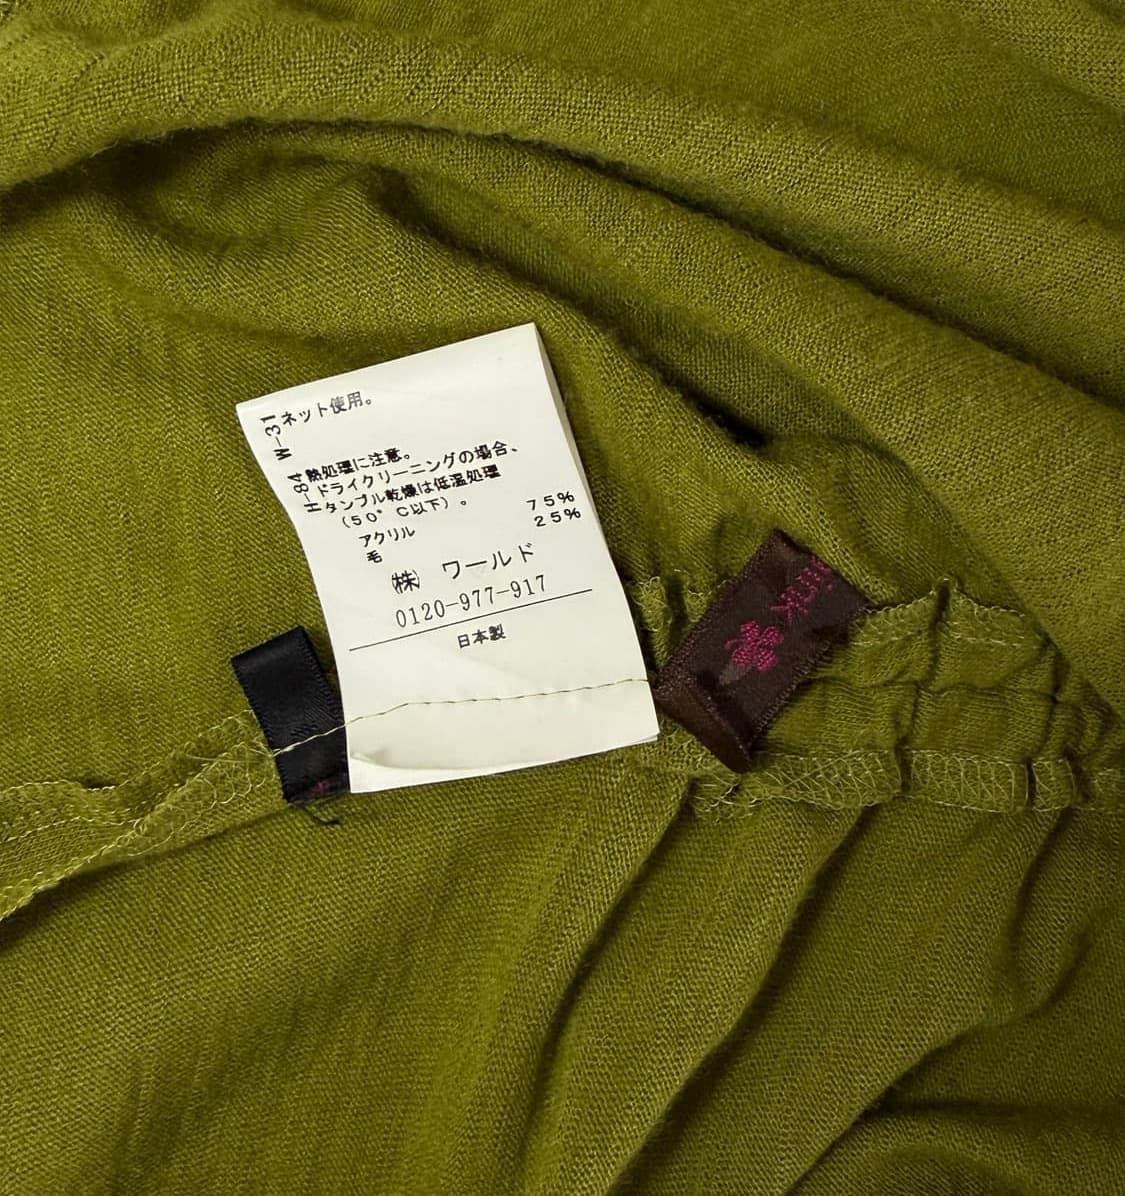 W-31 ネット使用。
H-84 熱処理に注意。
ドライクリーニングの場合、
タンブル乾燥は低温処理
（50°C以下）。
アクリル 75%
毛 25%
(株) ワールド
0120-977-917
日本製